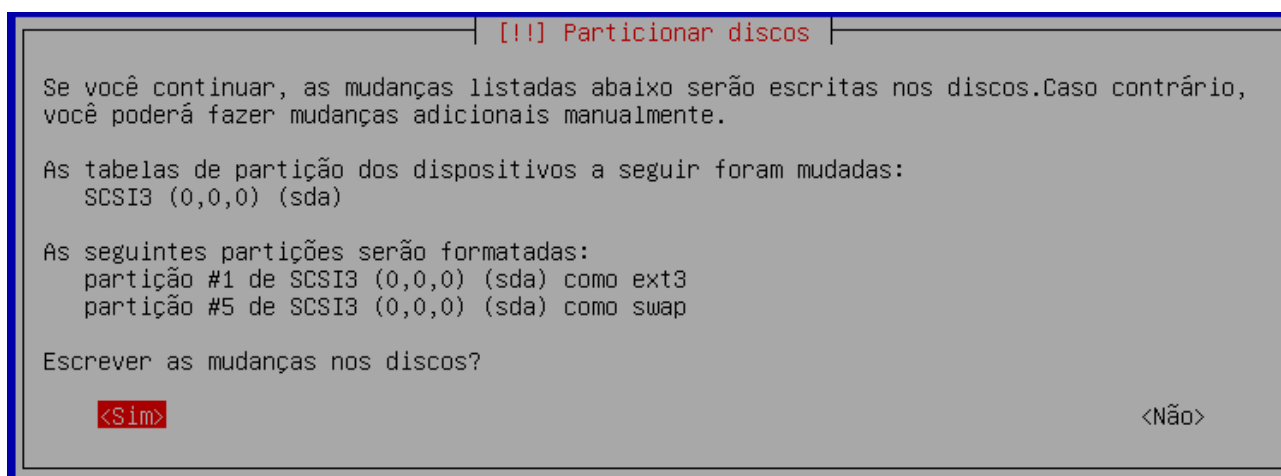 [!!] Particionar discos
Se você continuar, as mudanças listadas abaixo serão escritas nos discos.Caso contrário,
você poderá fazer mudanças adicionais manualmente.
As tabelas de partição dos dispositivos a seguir foram mudadas:
SCSI3 (0,0,0) (sda)
As seguintes partições serão formatadas:
partição #1 de SCSI3 (0,0,0) (sda) como ext3
partição #5 de SCSI3 (0,0,0) (sda) como swap
Escrever as mudanças nos discos?
<Sim> <Não>